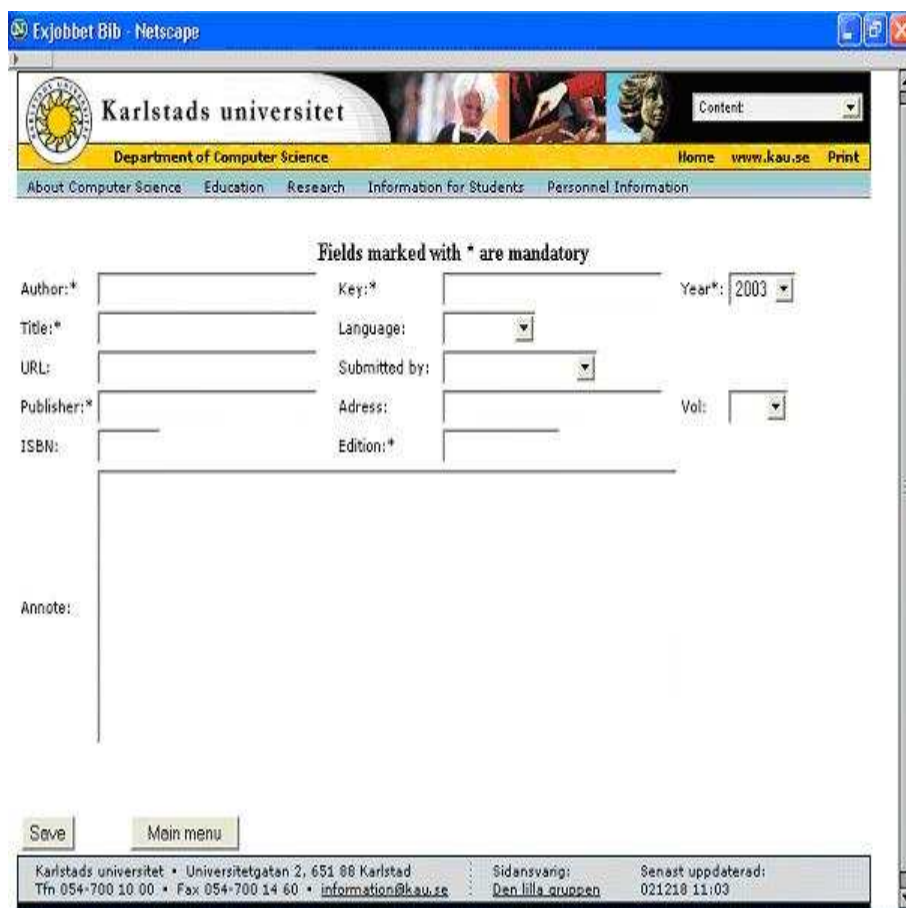 Exjobbet Bib - Netscape
Karlstads universitet
Content:
Department of Computer Science Home www.kau.se Print
About Computer Science Education Research Information for Students Personnel Information
Fields marked with * are mandatory
Author:* Key:* Year*: 2003
Title:* Language:
URL: Submitted by:
Publisher:* Adress: Vol:
ISBN: Edition:*
Annote:
Save Main menu
Karlstads universitet • Universitetgatan 2, 651 88 Karlstad Sidansvarig: Senast uppdaterad:
Tfn 054-700 10 00 • Fax 054-700 14 60 • information@kau.se Den lilla gruppen 021218 11:03